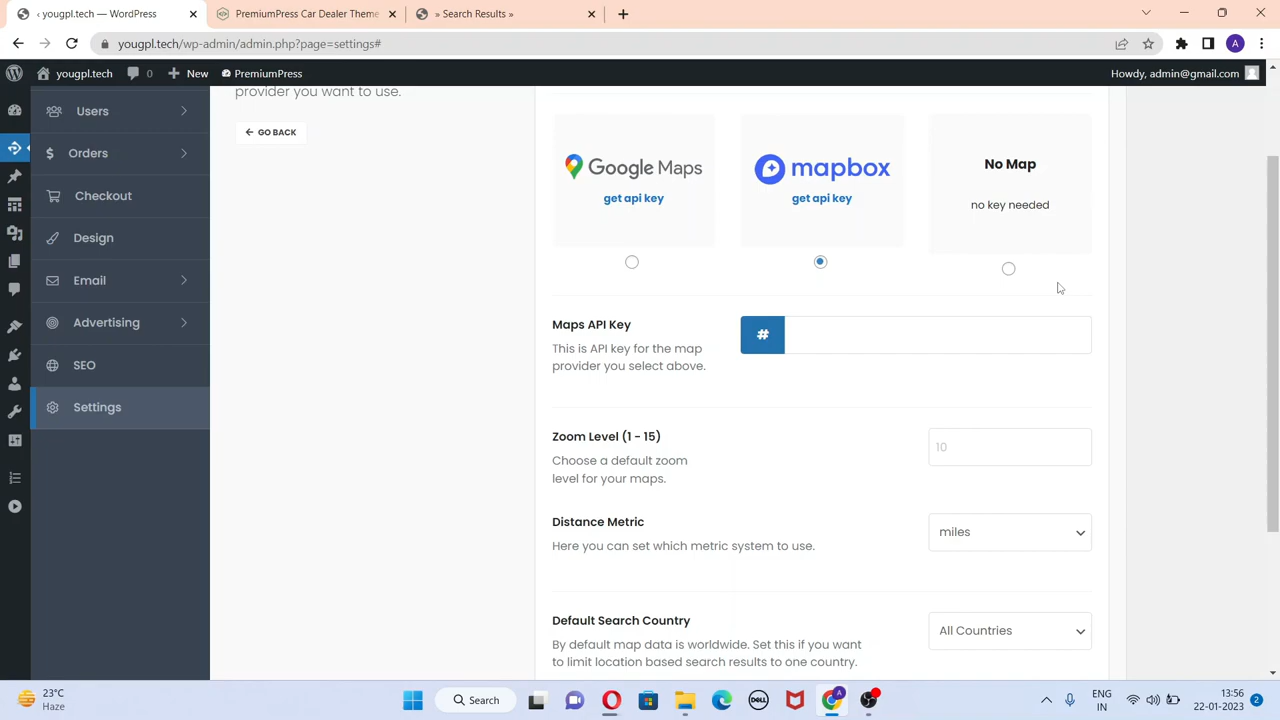 yougpl.tech — WordPress
PremiumPress Car Dealer Theme
» Search Results »
yougpl.tech/wp-admin/admin.php?page=settings#
A
yougpl.tech
0
New
PremiumPress
Howdy, admin@gmail.com
provider you want to use.
GO BACK
Users
Orders
Checkout
Design
Email
Advertising
SEO
Settings
Google Maps
get api key
mapbox
get api key
No Map
no key needed
Maps API Key
This is API key for the map
provider you select above.
#
Zoom Level (1 - 15)
Choose a default zoom
level for your maps.
10
Distance Metric
Here you can set which metric system to use.
miles
Default Search Country
By default map data is worldwide. Set this if you want
to limit location based search results to one country.
All Countries
23°C
Haze
Search
DELL
A
ENG
IN
13:56
22-01-2023
2